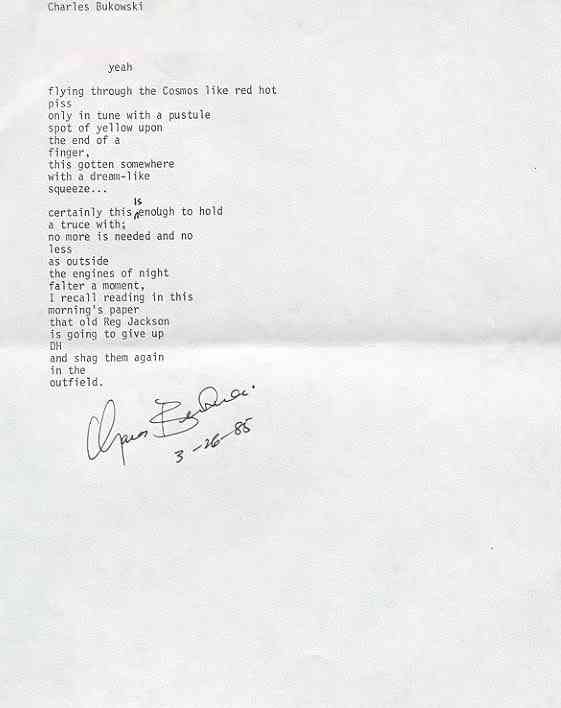 Charles Bukowski
yeah
flying through the Cosmos like red hot
piss
only in tune with a pustule
spot of yellow upon
the end of a
finger,
this gotten somewhere
with a dream-like
squeeze...
is
certainly this enough to hold
a truce with;
no more is needed and no
less
as outside
the engines of night
falter a moment,
I recall reading in this
morning's paper
that old Reg Jackson
is going to give up
DH
and shag them again
in the
outfield.
Charles Bukowski
3-26-85